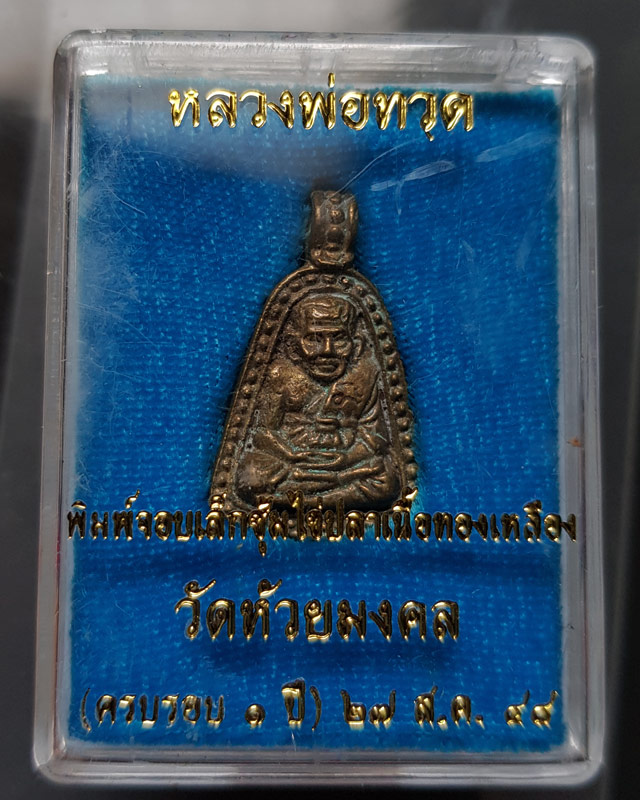 หลวงพ่อทวด
พิมพ์จอบเล็กซุ้มไข่ปลาเนื้อทองเหลือง
วัดห้วยมงคล
(ครบรอบ ๑ ปี) ๒๗ ส.ค. ๔๘